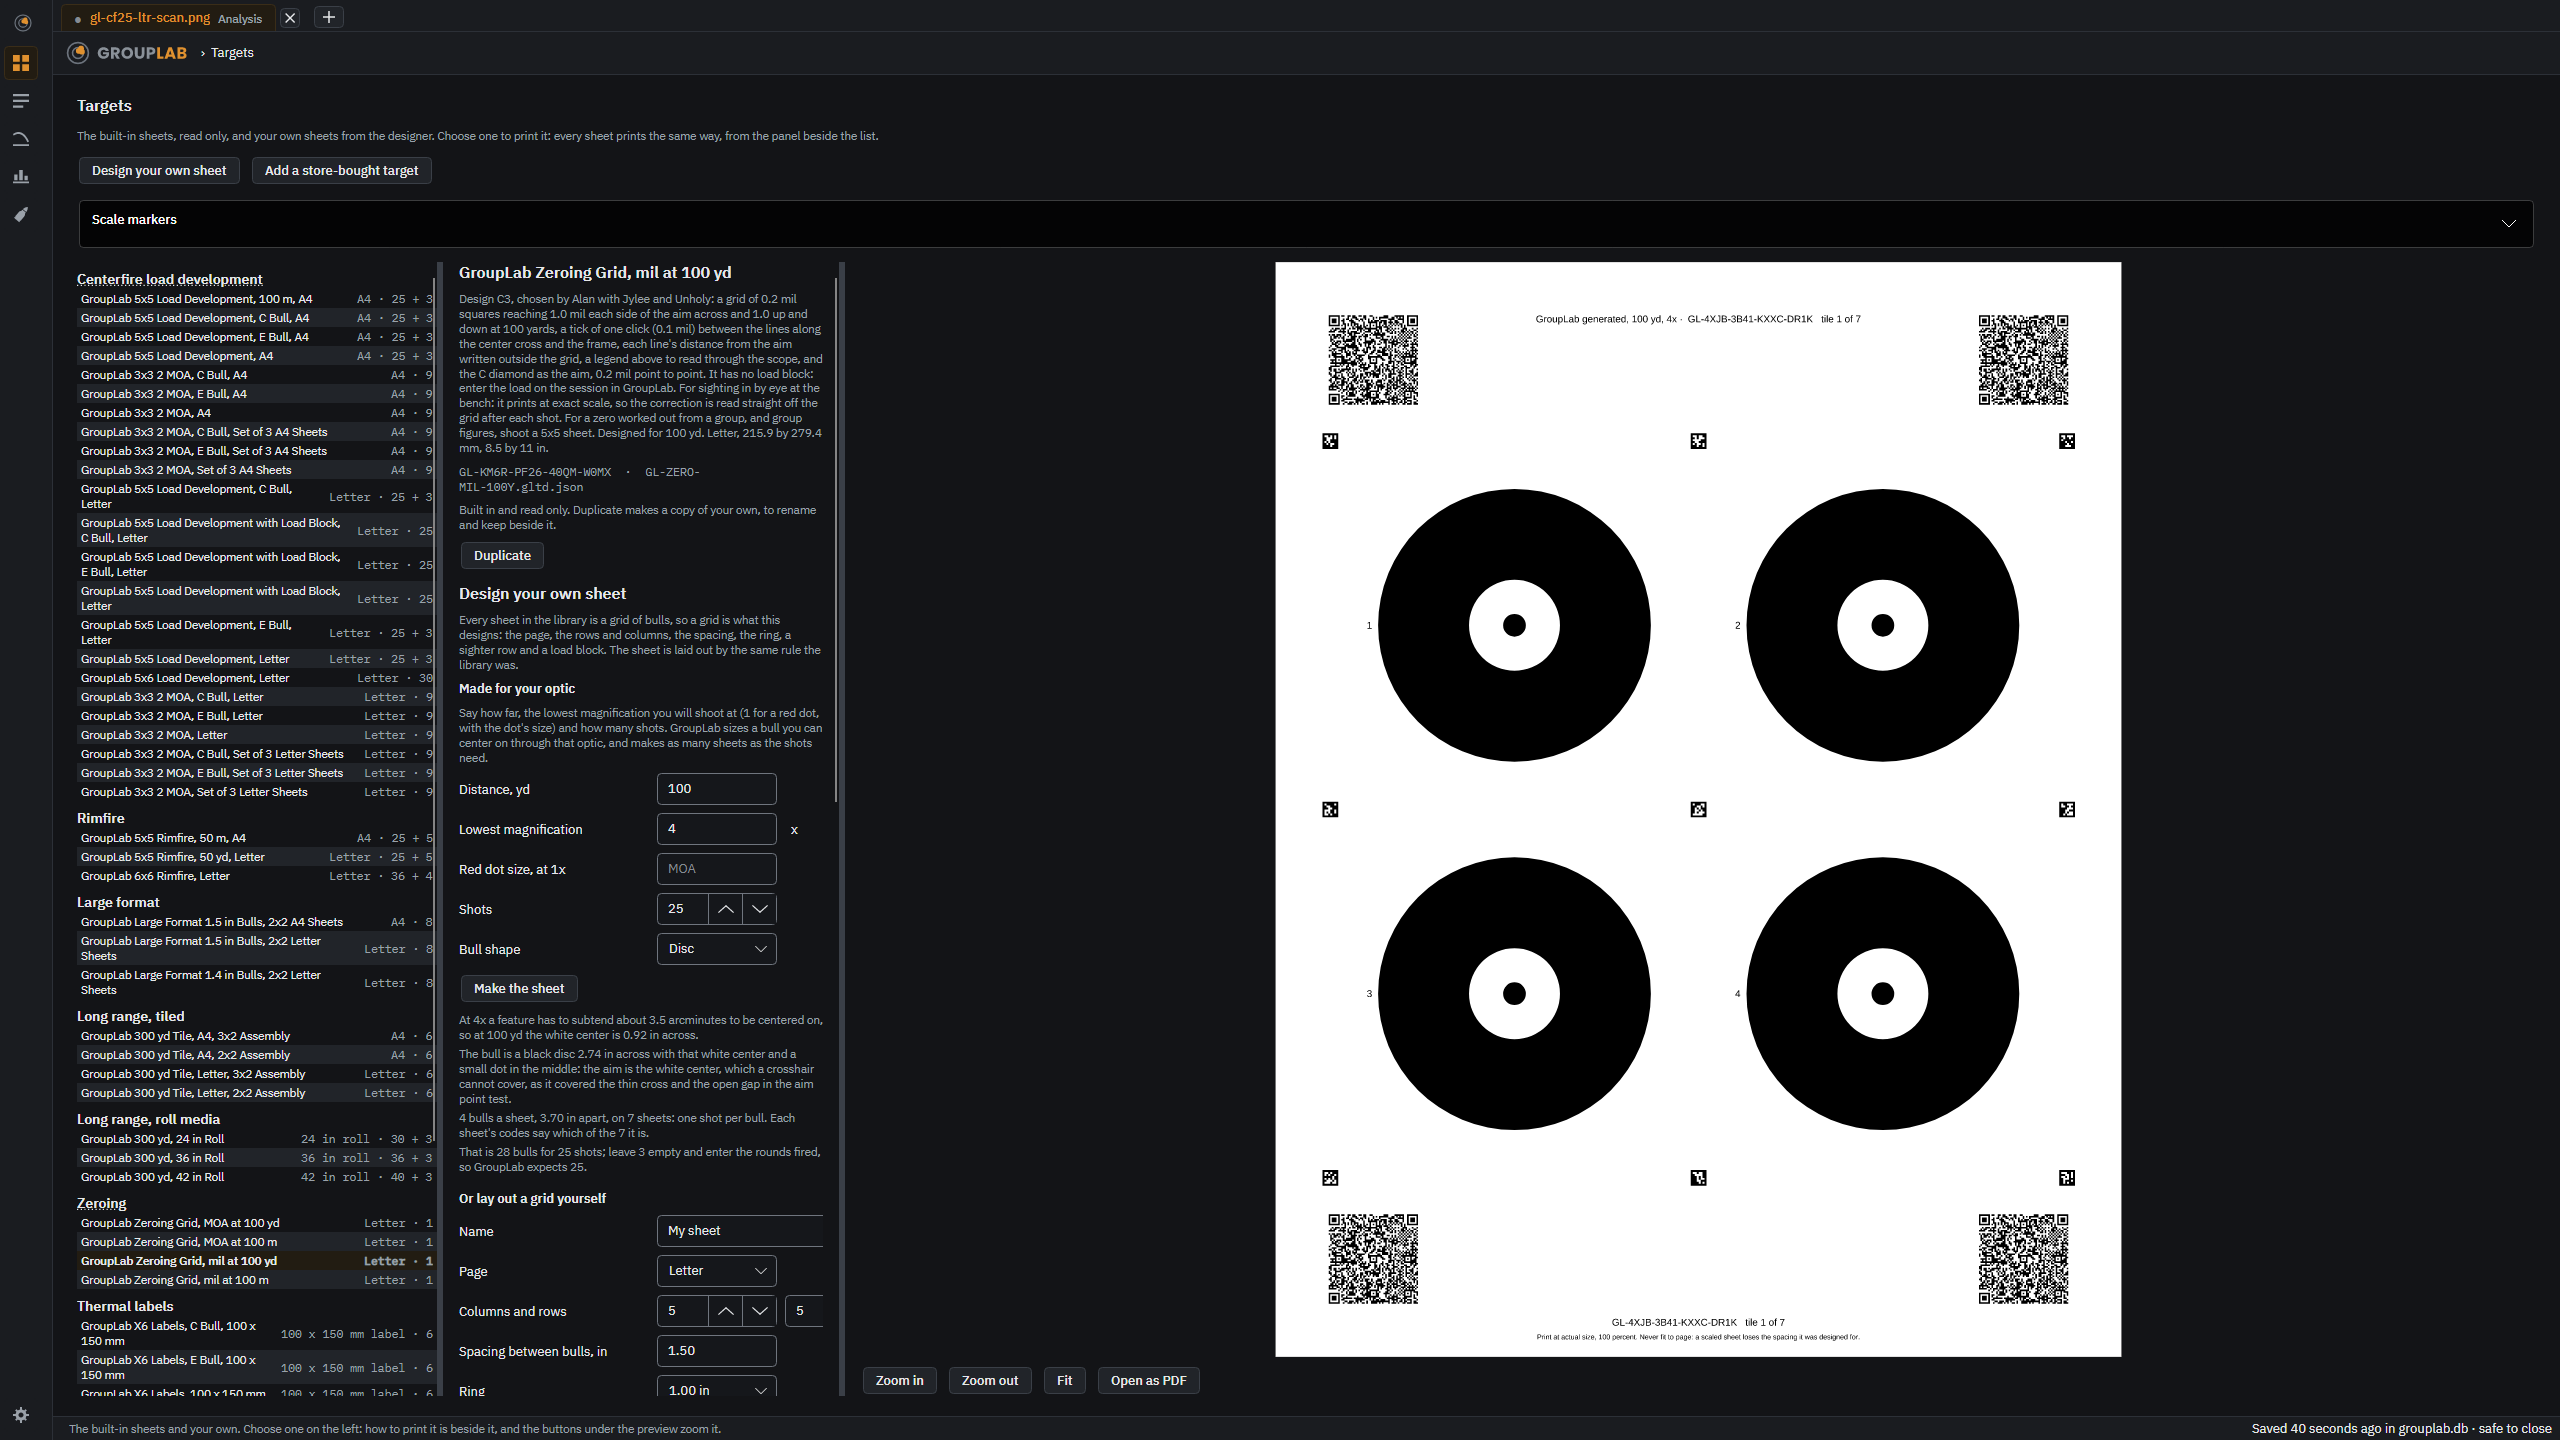 gl-cf25-ltr-scan.png Analysis
GROUPLAB › Targets
Targets
The built-in sheets, read only, and your own sheets from the designer. Choose one to print it: every sheet prints the same way, from the panel beside the list.
Design your own sheet
Add a store-bought target
Scale markers
Centerfire load development
GroupLab 5x5 Load Development, 100 m, A4 A4 · 25 + 3
GroupLab 5x5 Load Development, C Bull, A4 A4 · 25 + 3
GroupLab 5x5 Load Development, E Bull, A4 A4 · 25 + 3
GroupLab 5x5 Load Development, A4 A4 · 25 + 3
GroupLab 3x3 2 MOA, C Bull, A4 A4 · 9
GroupLab 3x3 2 MOA, E Bull, A4 A4 · 9
GroupLab 3x3 2 MOA, A4 A4 · 9
GroupLab 3x3 2 MOA, C Bull, Set of 3 A4 Sheets A4 · 9
GroupLab 3x3 2 MOA, E Bull, Set of 3 A4 Sheets A4 · 9
GroupLab 3x3 2 MOA, Set of 3 A4 Sheets A4 · 9
GroupLab 5x5 Load Development, C Bull,
Letter Letter · 25 + 3
GroupLab 5x5 Load Development with Load Block,
C Bull, Letter Letter · 25
GroupLab 5x5 Load Development with Load Block,
E Bull, Letter Letter · 25
GroupLab 5x5 Load Development with Load Block,
Letter Letter · 25
GroupLab 5x5 Load Development, E Bull,
Letter Letter · 25 + 3
GroupLab 5x5 Load Development, Letter Letter · 25 + 3
GroupLab 5x6 Load Development, Letter Letter · 30
GroupLab 3x3 2 MOA, C Bull, Letter Letter · 9
GroupLab 3x3 2 MOA, E Bull, Letter Letter · 9
GroupLab 3x3 2 MOA, Letter Letter · 9
GroupLab 3x3 2 MOA, C Bull, Set of 3 Letter Sheets Letter · 9
GroupLab 3x3 2 MOA, E Bull, Set of 3 Letter Sheets Letter · 9
GroupLab 3x3 2 MOA, Set of 3 Letter Sheets Letter · 9
Rimfire
GroupLab 5x5 Rimfire, 50 m, A4 A4 · 25 + 5
GroupLab 5x5 Rimfire, 50 yd, Letter Letter · 25 + 5
GroupLab 6x6 Rimfire, Letter Letter · 36 + 4
Large format
GroupLab Large Format 1.5 in Bulls, 2x2 A4 Sheets A4 · 8
GroupLab Large Format 1.5 in Bulls, 2x2 Letter
Sheets Letter · 8
GroupLab Large Format 1.4 in Bulls, 2x2 Letter
Sheets Letter · 8
Long range, tiled
GroupLab 300 yd Tile, A4, 3x2 Assembly A4 · 6
GroupLab 300 yd Tile, A4, 2x2 Assembly A4 · 6
GroupLab 300 yd Tile, Letter, 3x2 Assembly Letter · 6
GroupLab 300 yd Tile, Letter, 2x2 Assembly Letter · 6
Long range, roll media
GroupLab 300 yd, 24 in Roll 24 in roll · 30 + 3
GroupLab 300 yd, 36 in Roll 36 in roll · 36 + 3
GroupLab 300 yd, 42 in Roll 42 in roll · 40 + 3
Zeroing
GroupLab Zeroing Grid, MOA at 100 yd Letter · 1
GroupLab Zeroing Grid, MOA at 100 m Letter · 1
GroupLab Zeroing Grid, mil at 100 yd Letter · 1
GroupLab Zeroing Grid, mil at 100 m Letter · 1
Thermal labels
GroupLab X6 Labels, C Bull, 100 x
150 mm 100 x 150 mm label · 6
GroupLab X6 Labels, E Bull, 100 x
150 mm 100 x 150 mm label · 6
GroupLab X6 Labels, 100 x 150 mm 100 x 150 mm label · 6
GroupLab Zeroing Grid, mil at 100 yd
Design C3, chosen by Alan with Jylee and Unholy: a grid of 0.2 mil
squares reaching 1.0 mil each side of the aim across and 1.0 up and
down at 100 yards, a tick of one click (0.1 mil) between the lines along
the center cross and the frame, each line's distance from the aim
written outside the grid, a legend above to read through the scope, and
the C diamond as the aim, 0.2 mil point to point. It has no load block:
enter the load on the session in GroupLab. For sighting in by eye at the
bench: it prints at exact scale, so the correction is read straight off the
grid after each shot. For a zero worked out from a group, and group
figures, shoot a 5x5 sheet. Designed for 100 yd. Letter, 215.9 by 279.4
mm, 8.5 by 11 in.
GL-KM6R-PF26-40QM-W0MX · GL-ZERO-
MIL-100Y.gltd.json
Built in and read only. Duplicate makes a copy of your own, to rename
and keep beside it.
Duplicate
Design your own sheet
Every sheet in the library is a grid of bulls, so a grid is what this
designs: the page, the rows and columns, the spacing, the ring, a
sighter row and a load block. The sheet is laid out by the same rule the
library was.
Made for your optic
Say how far, the lowest magnification you will shoot at (1 for a red dot,
with the dot's size) and how many shots. GroupLab sizes a bull you can
center on through that optic, and makes as many sheets as the shots
need.
Distance, yd 100
Lowest magnification 4 x
Red dot size, at 1x MOA
Shots 25
Bull shape Disc
Make the sheet
At 4x a feature has to subtend about 3.5 arcminutes to be centered on,
so at 100 yd the white center is 0.92 in across.
The bull is a black disc 2.74 in across with that white center and a
small dot in the middle: the aim is the white center, which a crosshair
cannot cover, as it covered the thin cross and the open gap in the aim
point test.
4 bulls a sheet, 3.70 in apart, on 7 sheets: one shot per bull. Each
sheet's codes say which of the 7 it is.
That is 28 bulls for 25 shots; leave 3 empty and enter the rounds fired,
so GroupLab expects 25.
Or lay out a grid yourself
Name My sheet
Page Letter
Columns and rows 5 5
Spacing between bulls, in 1.50
Ring 1.00 in
GroupLab generated, 100 yd, 4x · GL-4XJB-3B41-KXXC-DR1K tile 1 of 7
1
2
3
4
GL-4XJB-3B41-KXXC-DR1K tile 1 of 7
Print at actual size, 100 percent. Never fit to page: a scaled sheet loses the spacing it was designed for.
Zoom in
Zoom out
Fit
Open as PDF
The built-in sheets and your own. Choose one on the left: how to print it is beside it, and the buttons under the preview zoom it.
Saved 40 seconds ago in grouplab.db · safe to close